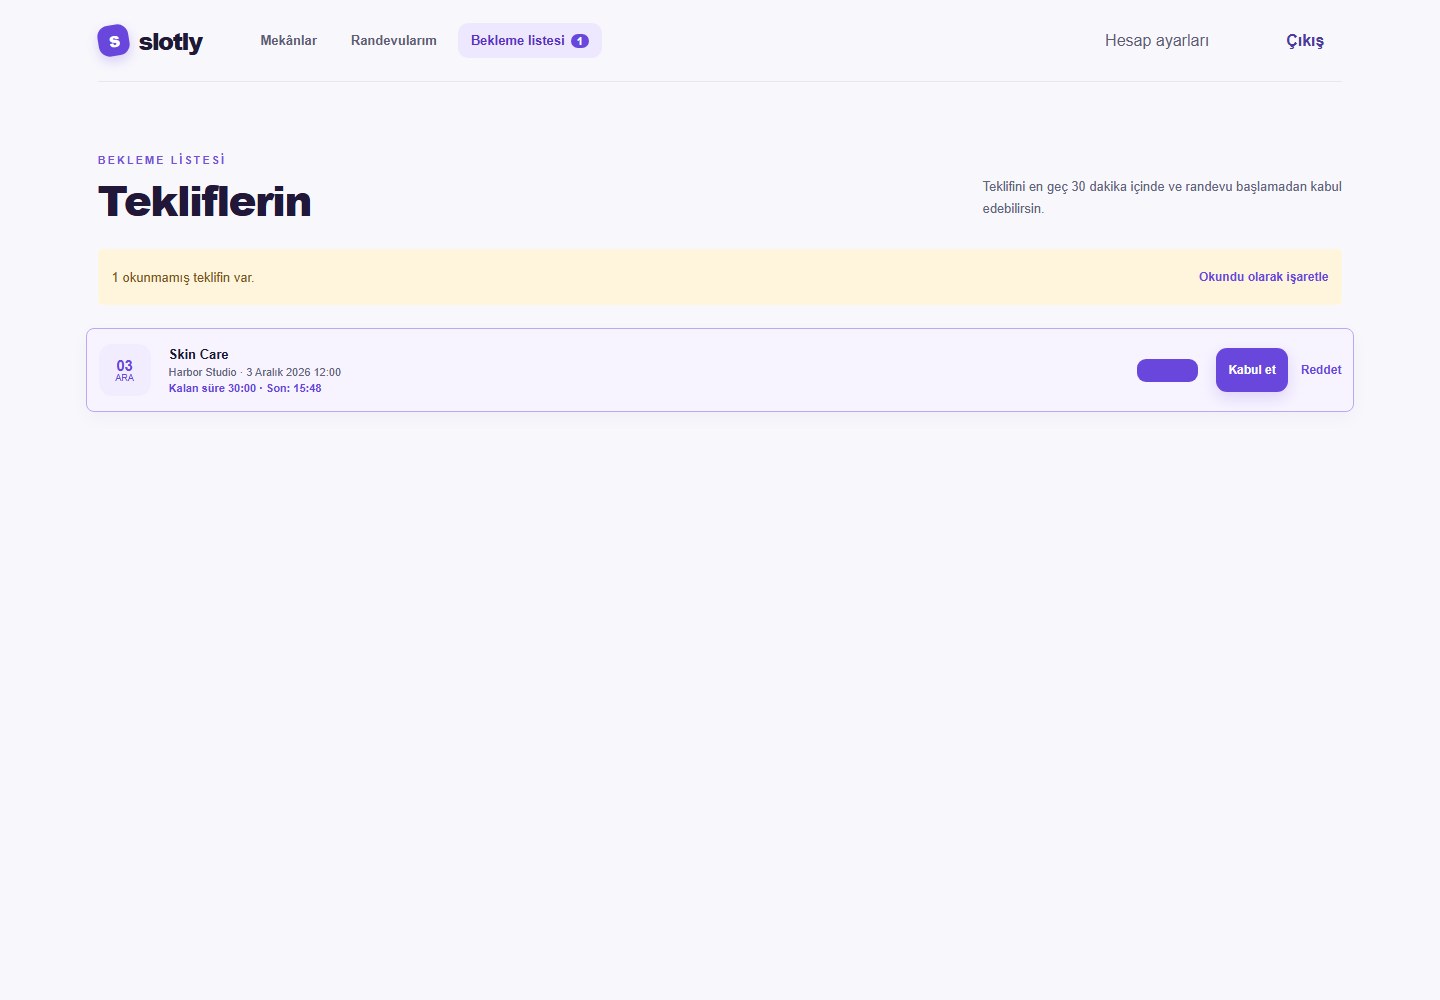 s slotly
Mekânlar
Randevularım
Bekleme listesi 1
Hesap ayarları
Çıkış
BEKLEME LİSTESİ
Tekliflerin
Teklifini en geç 30 dakika içinde ve randevu başlamadan kabul
edebilirsin.
1 okunmamış teklifin var.
Okundu olarak işaretle
03
ARA
Skin Care
Harbor Studio · 3 Aralık 2026 12:00
Kalan süre 30:00 · Son: 15:48
Kabul et
Reddet